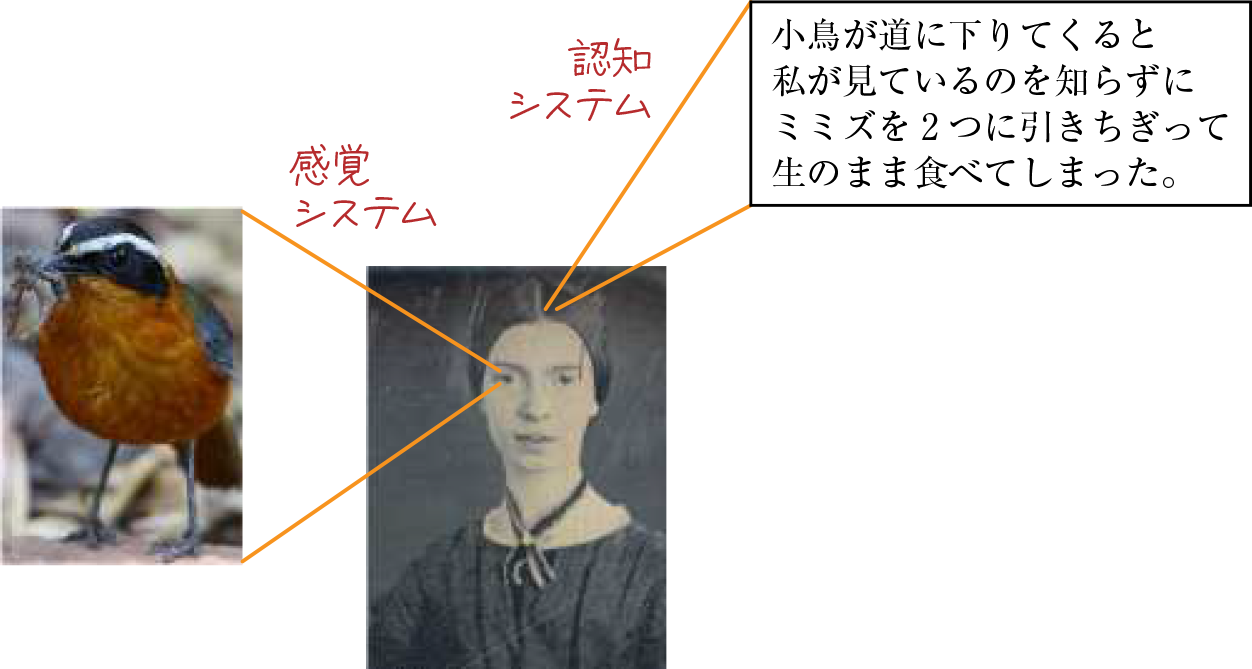 認知
システム
感覚
システム
小鳥が道に下りてくると
私が見ているのを知らずに
ミミズを２つに引きちぎって
生のまま食べてしまった。